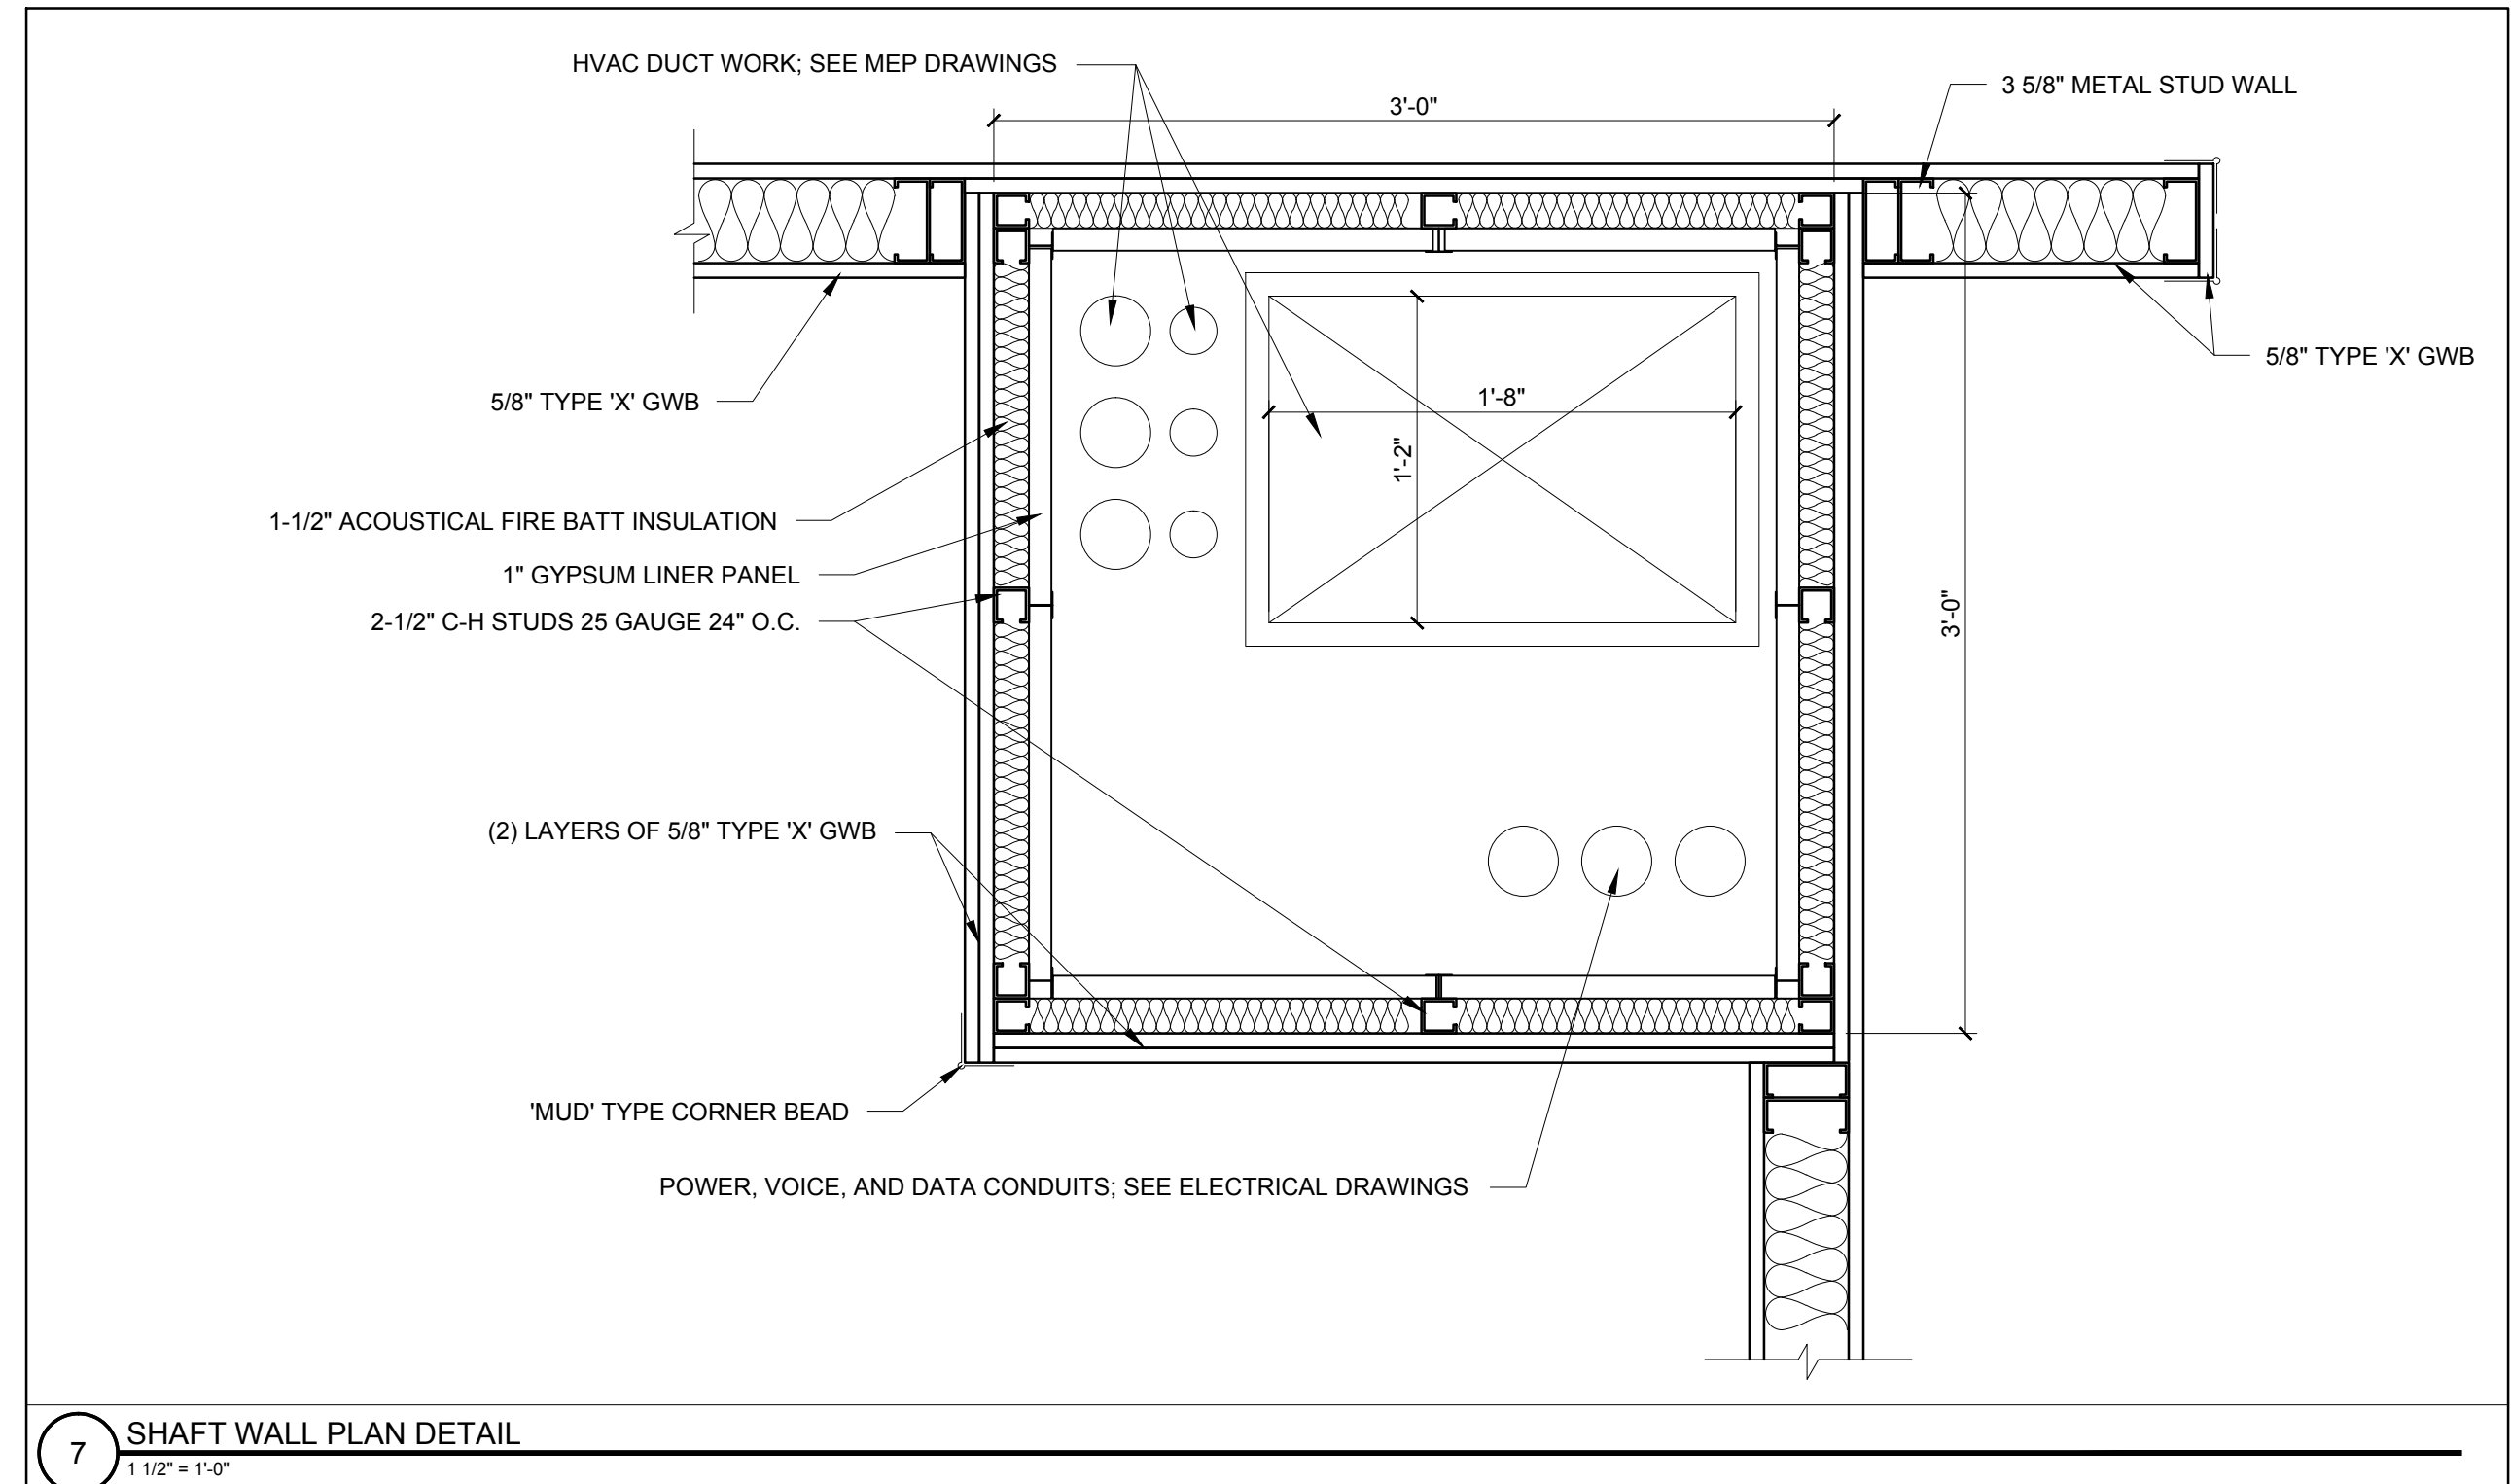 HVAC DUCT WORK; SEE MEP DRAWINGS
3 5/8" METAL STUD WALL
3'-0"
5/8" TYPE 'X' GWB
5/8" TYPE 'X' GWB
1'-8"
1'-2"
1-1/2" ACOUSTICAL FIRE BATT INSULATION
1" GYPSUM LINER PANEL
2-1/2" C-H STUDS 25 GAUGE 24" O.C.
3'-0"
(2) LAYERS OF 5/8" TYPE 'X' GWB
'MUD' TYPE CORNER BEAD
POWER, VOICE, AND DATA CONDUITS; SEE ELECTRICAL DRAWINGS
7
SHAFT WALL PLAN DETAIL
1 1/2" = 1'-0"